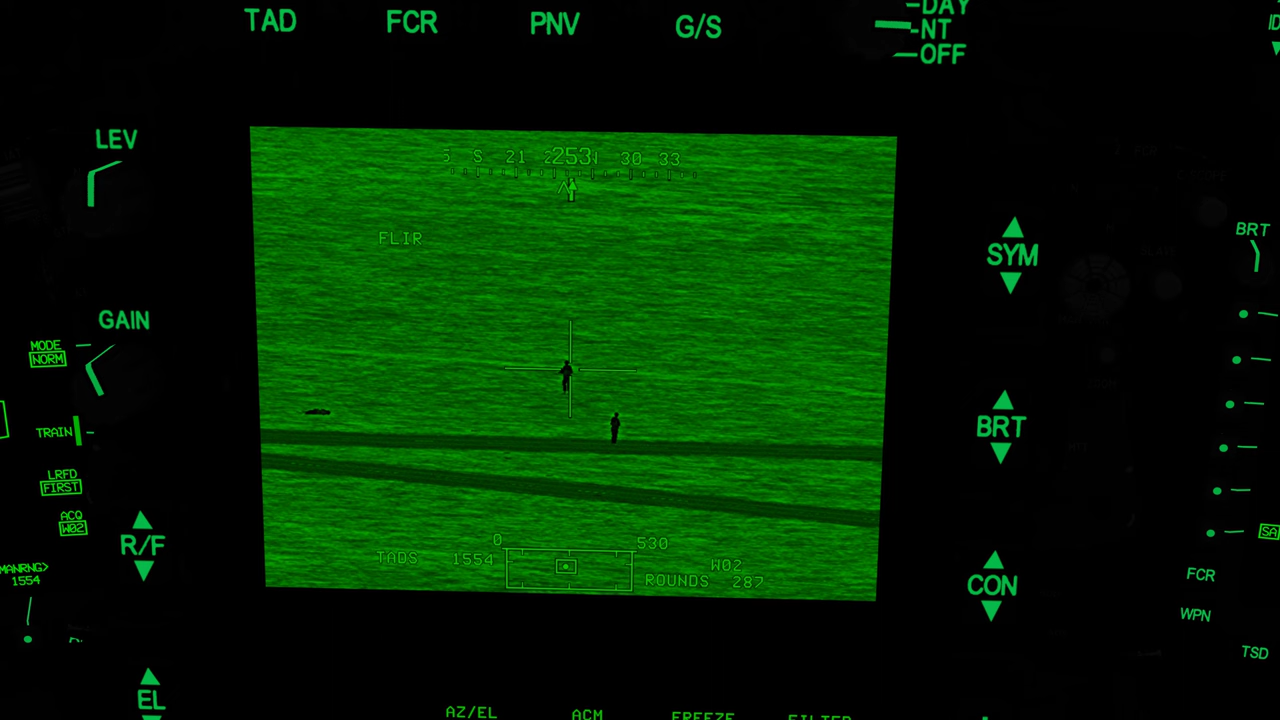 TAD FCR PNV G/S
DAY
NT
OFF
LEV
5 S 21 253 30 33
FLIR
BRT
SYM
GAIN
MODE
NORM
TRAIN
BRT
LRFD
FIRST
ACQ
W02
R/F
0 530
TADS 1554 W02
ROUNDS 287
MANRNG>
1554
CON
SA
FCR
WPN
TSD
EL
AZ/EL ACM FREEZE FILTER